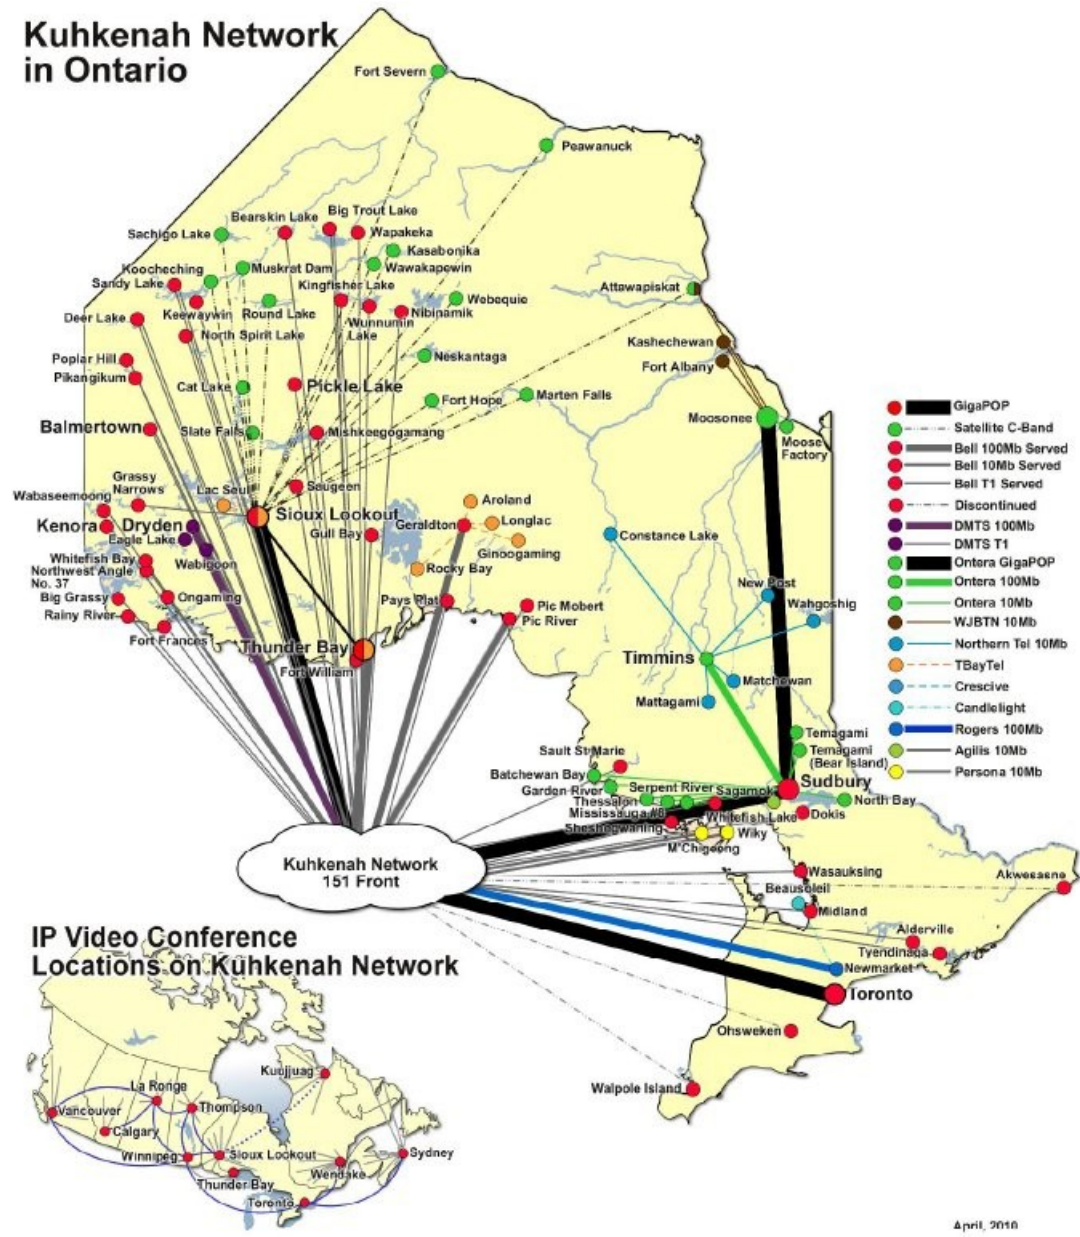 Kuhkenah Network
in Ontario
Fort Severn
Peawanuck
Big Trout Lake
Bearskin Lake
Sachigo Lake
Wapakeka
Kasabonika
Koocheching
Muskrat Dam
Wawakapewin
Sandy Lake
Kingfisher Lake
Attawapiskat
Webequie
Keewaywin
Round Lake
Nibinamik
Deer Lake
Wunnumin
Lake
North Spirit Lake
Kashechewan
Poplar Hill
Neskantaga
Fort Albany
Pikangikum
Cat Lake
Pickle Lake
Marten Falls
Fort Hope
Moosonee
Balmertown
Slate Falls
Mishkeegogamang
Moose
Factory
Grassy
Narrows
Wabaseemoong
Lac Seul
Saugeen
Aroland
Sioux Lookout
Kenora
Dryden
Geraldton
Longlac
Eagle Lake
Gull Bay
Constance Lake
Ginoogaming
Whitefish Bay
Wabigoon
Northwest Angle
No. 37
Rocky Bay
New Post
Big Grassy
Ongaming
Pays Plat
Pic Mobert
Wahgoshig
Rainy River
Pic River
Fort Frances
Thunder Bay
Fort William
Timmins
Matchewan
Mattagami
Temagami
Sault St Marie
Temagami
(Bear Island)
Batchewan Bay
Sudbury
Garden River
Serpent River
Sagamok
Thessalon
North Bay
Mississauga #8
Whitefish Lake
Dokis
Sheshegwaning
Wiky
M'Chigeong
GigaPOP
Satellite C-Band
Bell 100Mb Served
Bell 10Mb Served
Bell T1 Served
Discontinued
DMTS 100Mb
DMTS T1
Ontera GigaPOP
Ontera 100Mb
Ontera 10Mb
WJBTN 10Mb
Northern Tel 10Mb
TBayTel
Crescive
Candlelight
Rogers 100Mb
Agilis 10Mb
Persona 10Mb
Kuhkenah Network
151 Front
Wasauksing
Akwesasne
Beausoleil
Midland
Alderville
Tyendinaga
Newmarket
Toronto
Ohsweken
Walpole Island
IP Video Conference
Locations on Kuhkenah Network
Kuujjuag
La Ronge
Vancouver
Thompson
Calgary
Winnipeg
Sioux Lookout
Sydney
Wendake
Thunder Bay
Toronto
April, 2010